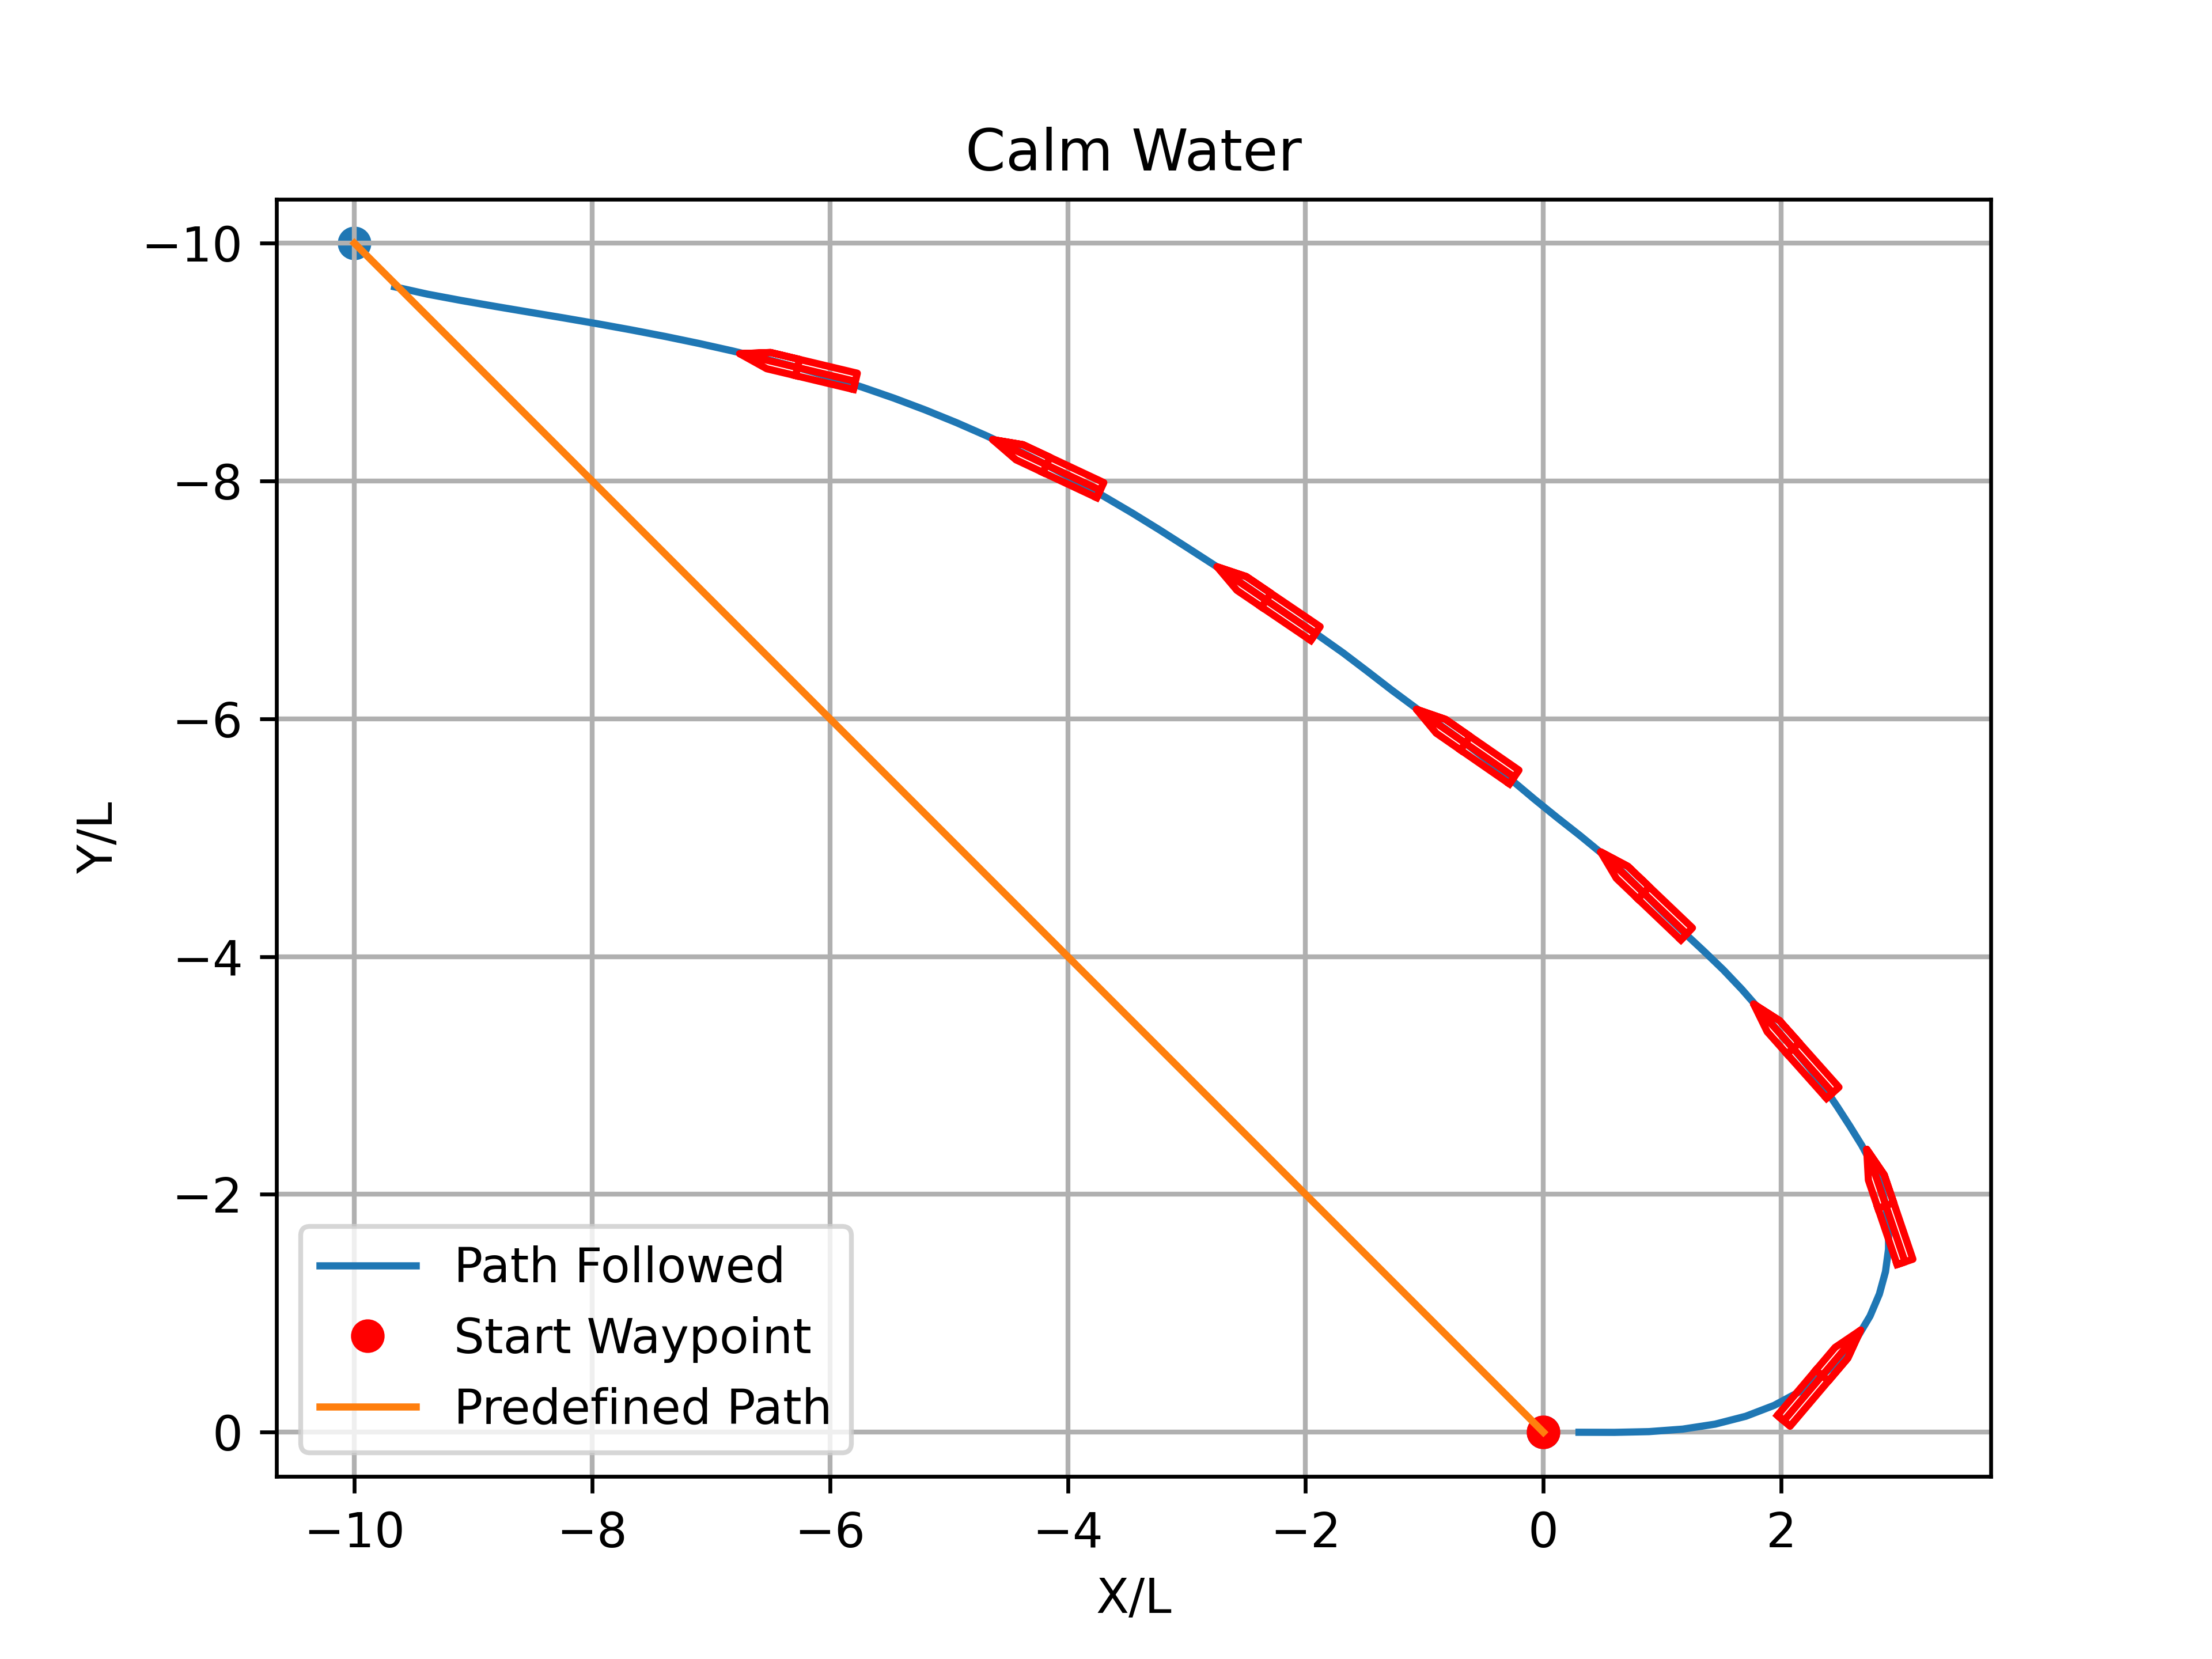 Calm Water
−10
−8
−6
−4
−2
0
Y/L
Path Followed
Start Waypoint
Predefined Path
−10 −8 −6 −4 −2 0 2
X/L